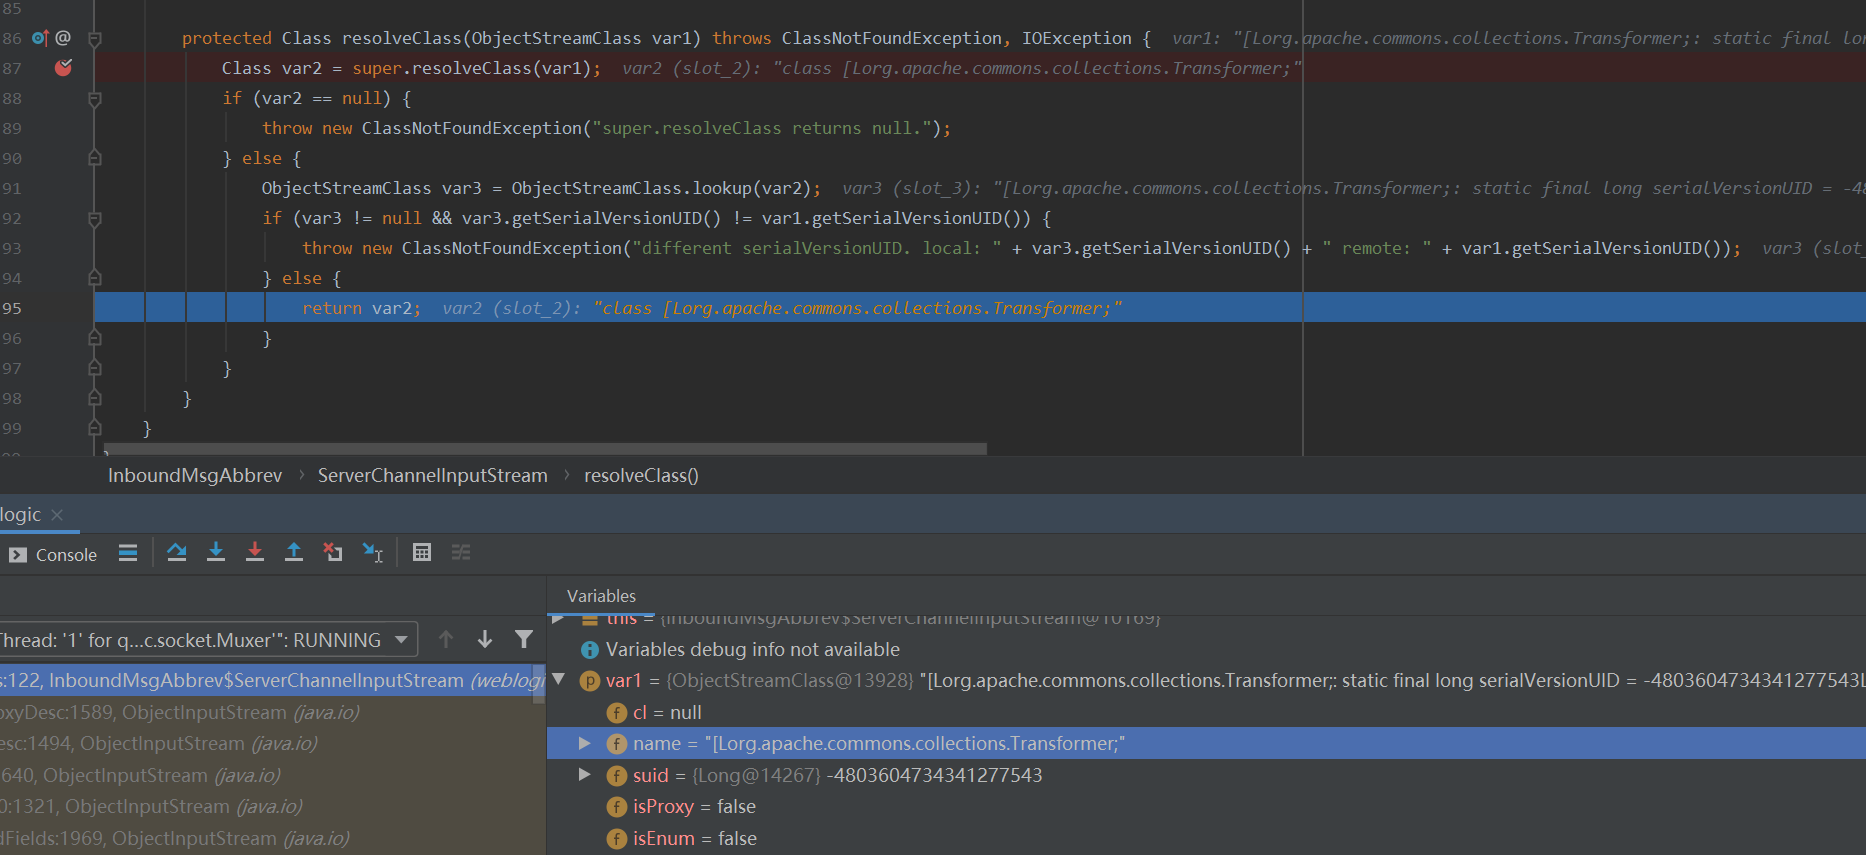 85
86 @ protected Class resolveClass(ObjectStreamClass var1) throws ClassNotFoundException, IOException { var1: "[Lorg.apache.commons.collections.Transformer;: static final lon
87 Class var2 = super.resolveClass(var1); var2 (slot_2): "class [Lorg.apache.commons.collections.Transformer;"
88 if (var2 == null) {
89 throw new ClassNotFoundException("super.resolveClass returns null.");
90 } else {
91 ObjectStreamClass var3 = ObjectStreamClass.lookup(var2); var3 (slot_3): "[Lorg.apache.commons.collections.Transformer;: static final long serialVersionUID = -48
92 if (var3 != null && var3.getSerialVersionUID() != var1.getSerialVersionUID()) {
93 throw new ClassNotFoundException("different serialVersionUID. local: " + var3.getSerialVersionUID() + " remote: " + var1.getSerialVersionUID()); var3 (slot_
94 } else {
95 return var2; var2 (slot_2): "class [Lorg.apache.commons.collections.Transformer;"
96 }
97 }
98 }
99 }
InboundMsgAbbrev › ServerChannelInputStream › resolveClass()
logic ×
Console
Variables
Thread: '1' for q...c.socket.Muxer'": RUNNING
this = {InboundMsgAbbrev$ServerChannelInputStream@10169}
Variables debug info not available
s:122, InboundMsgAbbrev$ServerChannelInputStream (weblogi
var1 = {ObjectStreamClass@13928} "[Lorg.apache.commons.collections.Transformer;: static final long serialVersionUID = -4803604734341277543L
oxyDesc:1589, ObjectInputStream (java.io)
cl = null
esc:1494, ObjectInputStream (java.io)
name = "[Lorg.apache.commons.collections.Transformer;"
640, ObjectInputStream (java.io)
suid = {Long@14267} -4803604734341277543
0:1321, ObjectInputStream (java.io)
isProxy = false
dFields:1969, ObjectInputStream (java.io)
isEnum = false